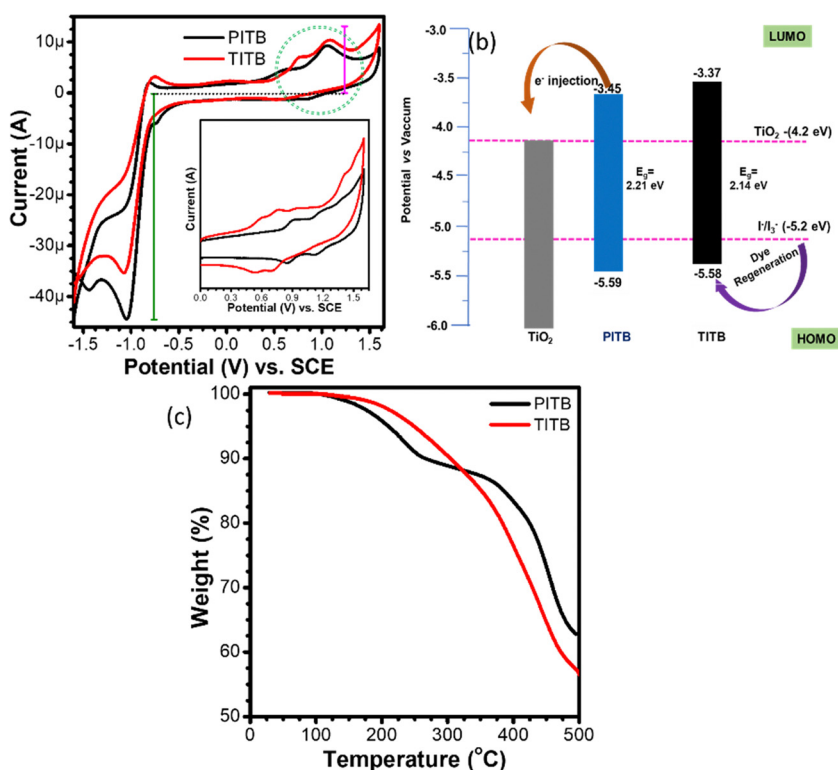 PITB
TITB
10µ
0
-10µ
-20µ
-30µ
-40µ
Current (A)
-1.5 -1.0 -0.5 0.0 0.5 1.0 1.5
Potential (V) vs. SCE
Current (A)
0.0 0.3 0.6 0.9 1.2 1.5
Potential (V) vs. SCE
(b)
LUMO
-3.0
-3.5
-4.0
-4.5
-5.0
-5.5
-6.0
Potential vs Vaccum
e- injection
-3.45
-3.37
TiO2 -(4.2 eV)
Eg=
2.21 eV
Eg=
2.14 eV
I-/I3- (-5.2 eV)
Dye
Regeneration
-5.59
-5.58
TiO2 PITB TITB
HOMO
(c)
PITB
TITB
100
90
80
70
60
50
Weight (%)
0 100 200 300 400 500
Temperature (°C)